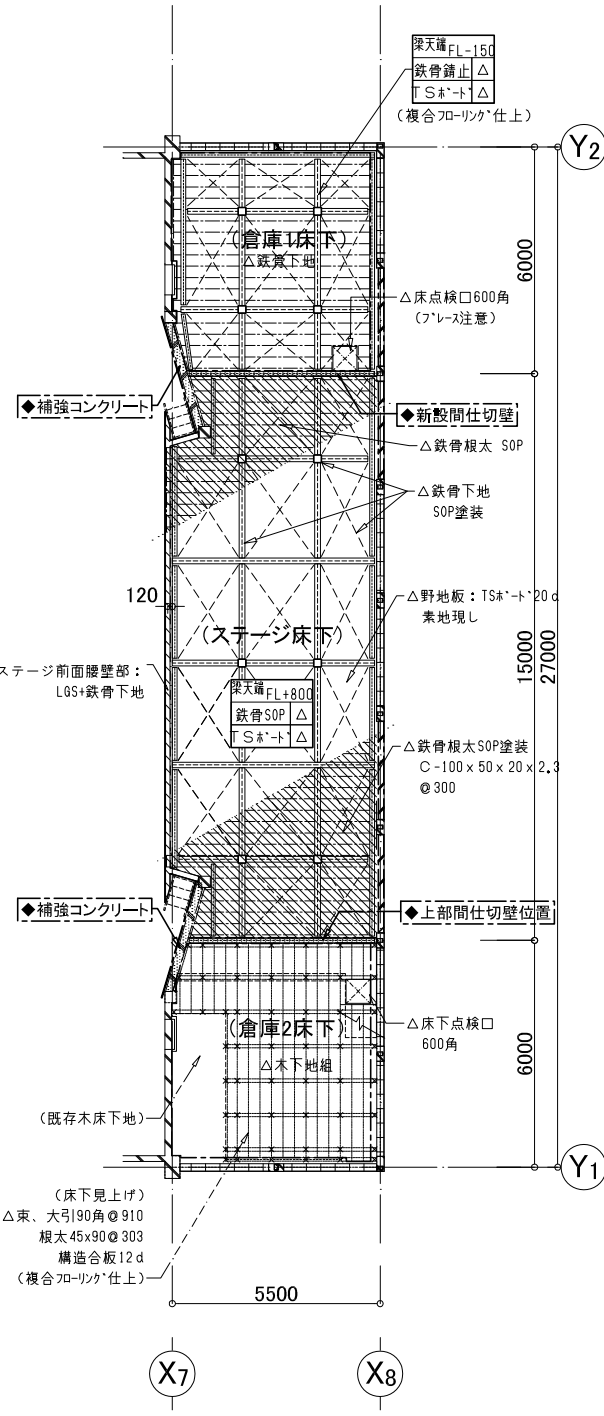 梁天端FL-150
鉄骨錆止 △
TSボード △
(複合フローリング仕上)
Y2
6000
(倉庫1床下)
△鉄骨下地
△床点検口600角
(ブレース注意)
◆補強コンクリート
◆新設間仕切壁
△鉄骨根太 SOP
△鉄骨下地
SOP塗装
120
△野地板：TSボード20d
素地現し
(ステージ床下)
15000
27000
ステージ前面腰壁部：
LGS+鉄骨下地
梁天端FL+800
鉄骨SOP △
TSボード △
△鉄骨根太SOP塗装
C-100x50x20x2.3
@300
◆補強コンクリート
◆上部間仕切壁位置
(倉庫2床下)
△木下地組
△床下点検口
600角
6000
(既存木床下地)
Y1
(床下見上げ)
△束、大引90角@910
根太45x90@303
構造合板12d
(複合フローリング仕上)
5500
X7
X8